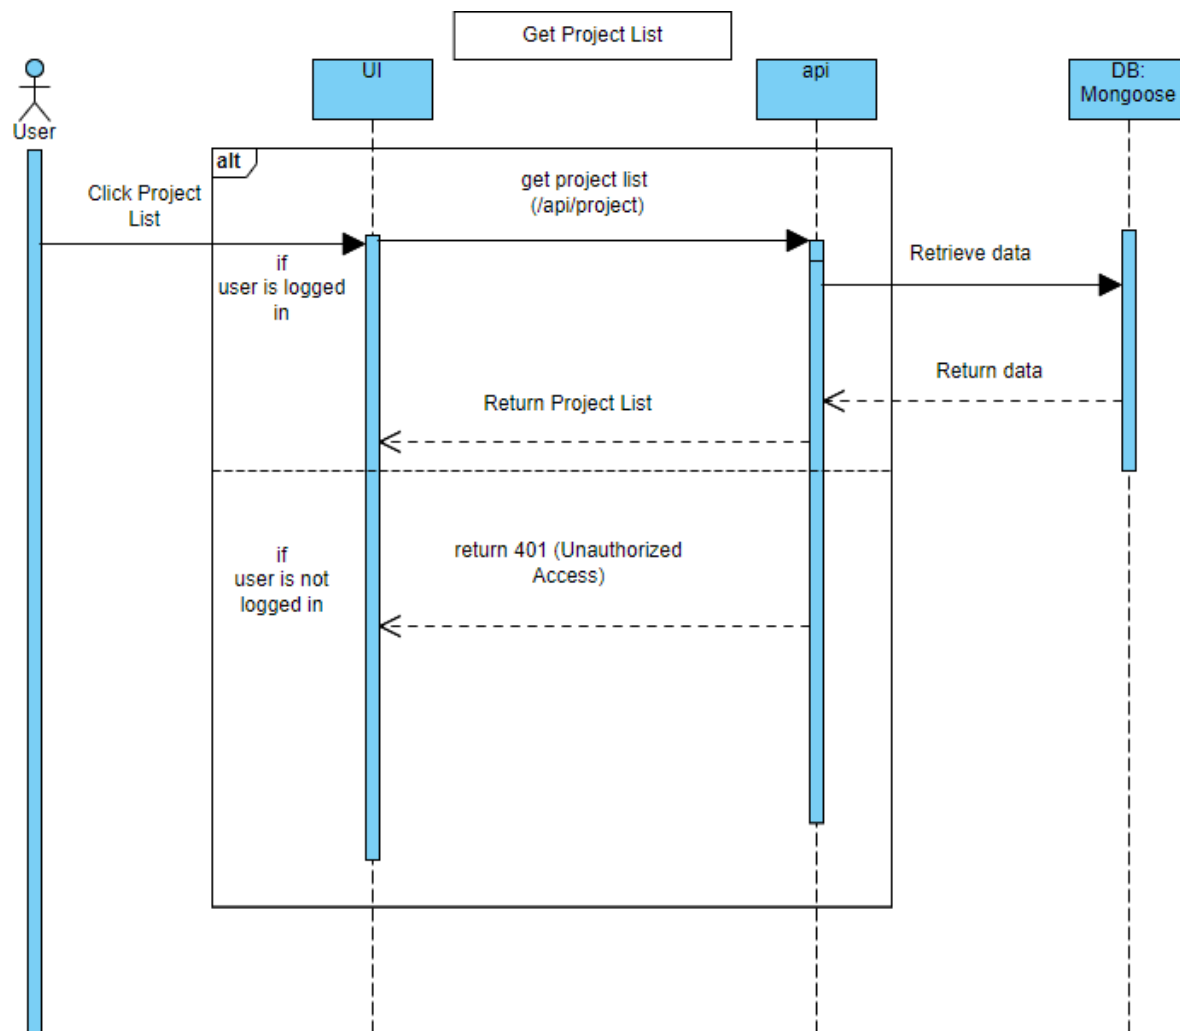 Get Project List
User
UI
api
DB:
Mongoose
alt
Click Project
List
get project list
(/api/project)
if
user is logged
in
Retrieve data
Return data
Return Project List
if
user is not
logged in
return 401 (Unauthorized
Access)